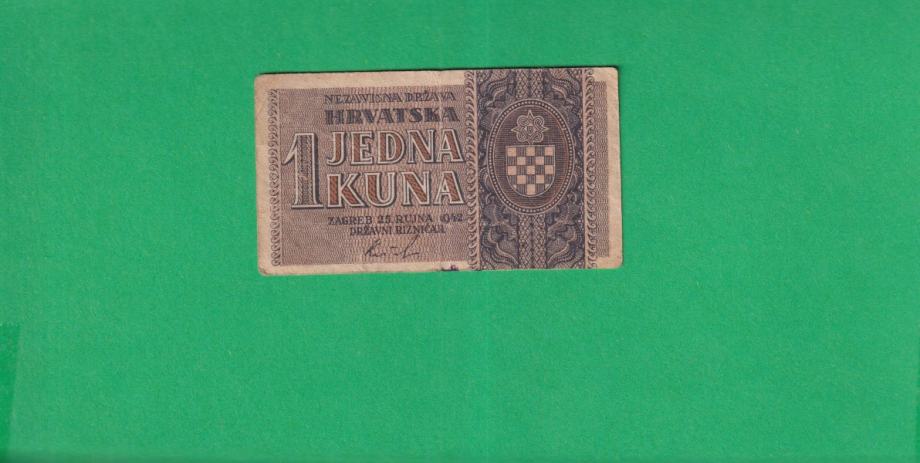 NEZAVISNA DRŽAVA
HRVATSKA
1 JEDNA
KUNA
ZAGREB 25. RUJNA 1942.
DRŽAVNI RIZNIČAR